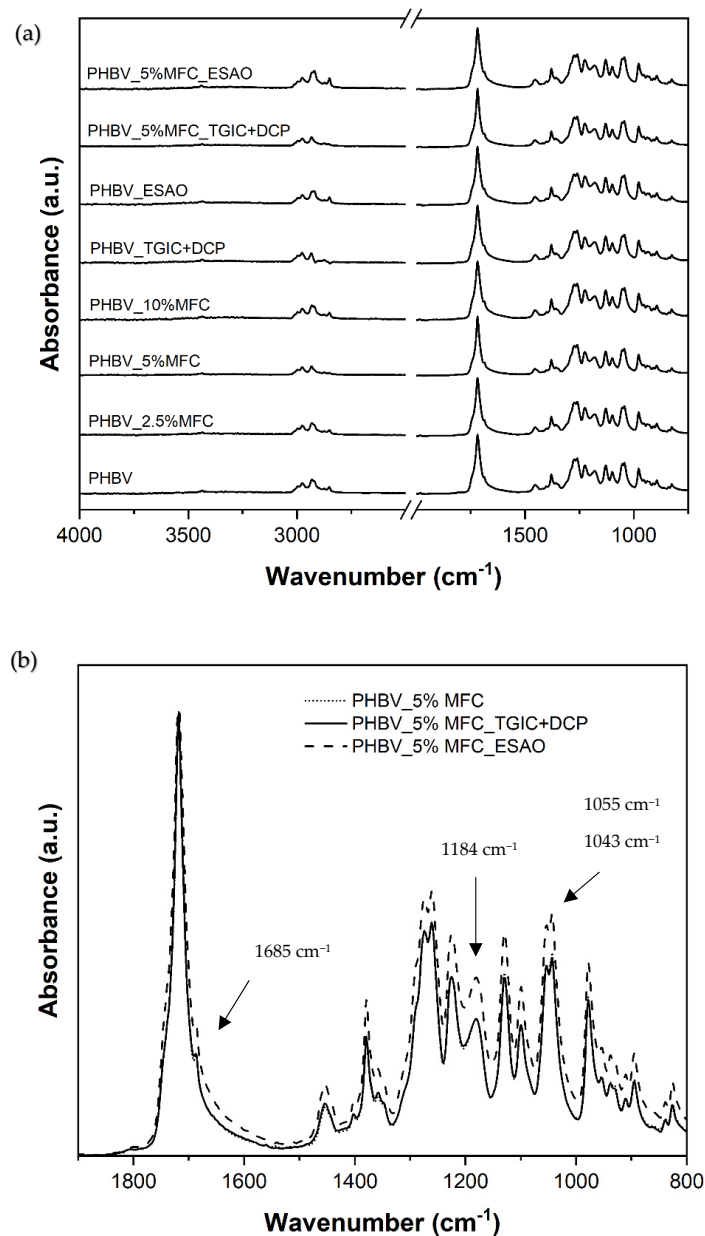 (a)
PHBV_5%MFC_ESAO
PHBV_5%MFC_TGIC+DCP
PHBV_ESAO
PHBV_TGIC+DCP
PHBV_10%MFC
PHBV_5%MFC
PHBV_2.5%MFC
PHBV
Absorbance (a.u.)
4000 3500 3000 1500 1000
Wavenumber (cm⁻¹)
(b)
PHBV_5% MFC
PHBV_5% MFC_TGIC+DCP
PHBV_5% MFC_ESAO
1055 cm⁻¹
1184 cm⁻¹ 1043 cm⁻¹
1685 cm⁻¹
Absorbance (a.u.)
1800 1600 1400 1200 1000 800
Wavenumber (cm⁻¹)